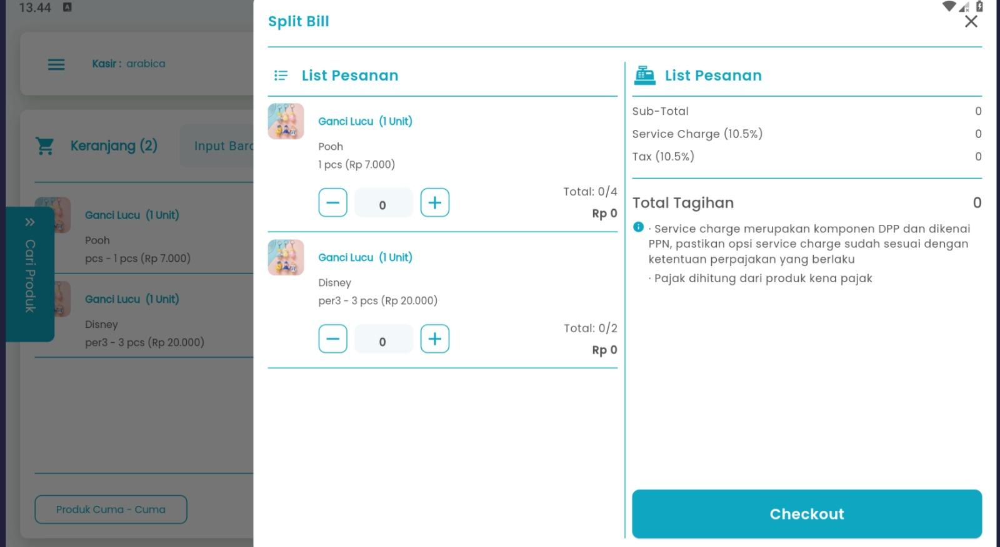 13.44
Kasir : arabica
Keranjang (2)
Input Barc
Ganci Lucu (1 Unit)
Pooh
pcs - 1 pcs (Rp 7.000)
Cari Produk
Ganci Lucu (1 Unit)
Disney
per3 - 3 pcs (Rp 20.000)
Produk Cuma - Cuma
Split Bill
List Pesanan
Ganci Lucu (1 Unit)
Pooh
1 pcs (Rp 7.000)
0
Total: 0/4
Rp 0
Ganci Lucu (1 Unit)
Disney
per3 - 3 pcs (Rp 20.000)
0
Total: 0/2
Rp 0
List Pesanan
Sub-Total 0
Service Charge (10.5%) 0
Tax (10.5%) 0
Total Tagihan 0
· Service charge merupakan komponen DPP dan dikenai
PPN, pastikan opsi service charge sudah sesuai dengan
ketentuan perpajakan yang berlaku
· Pajak dihitung dari produk kena pajak
Checkout